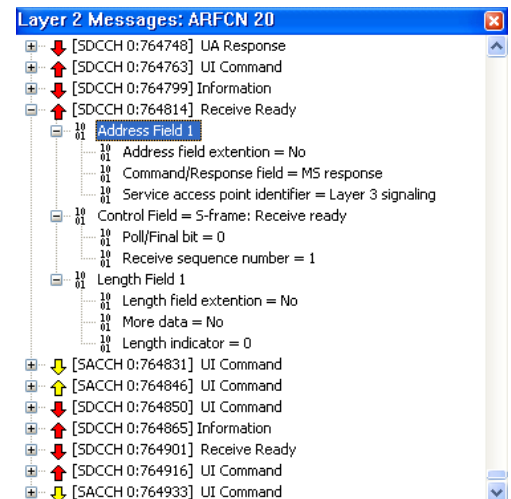 Layer 2 Messages: ARFCN 20
[SDCCH 0:764748] UA Response
[SDCCH 0:764763] UI Command
[SDCCH 0:764799] Information
[SDCCH 0:764814] Receive Ready
Address Field 1
Address field extention = No
Command/Response field = MS response
Service access point identifier = Layer 3 signaling
Control Field = S-frame: Receive ready
Poll/Final bit = 0
Receive sequence number = 1
Length Field 1
Length field extention = No
More data = No
Length indicator = 0
[SACCH 0:764831] UI Command
[SACCH 0:764846] UI Command
[SDCCH 0:764850] UI Command
[SDCCH 0:764865] Information
[SDCCH 0:764901] Receive Ready
[SDCCH 0:764916] UI Command
[SACCH 0:764933] UI Command